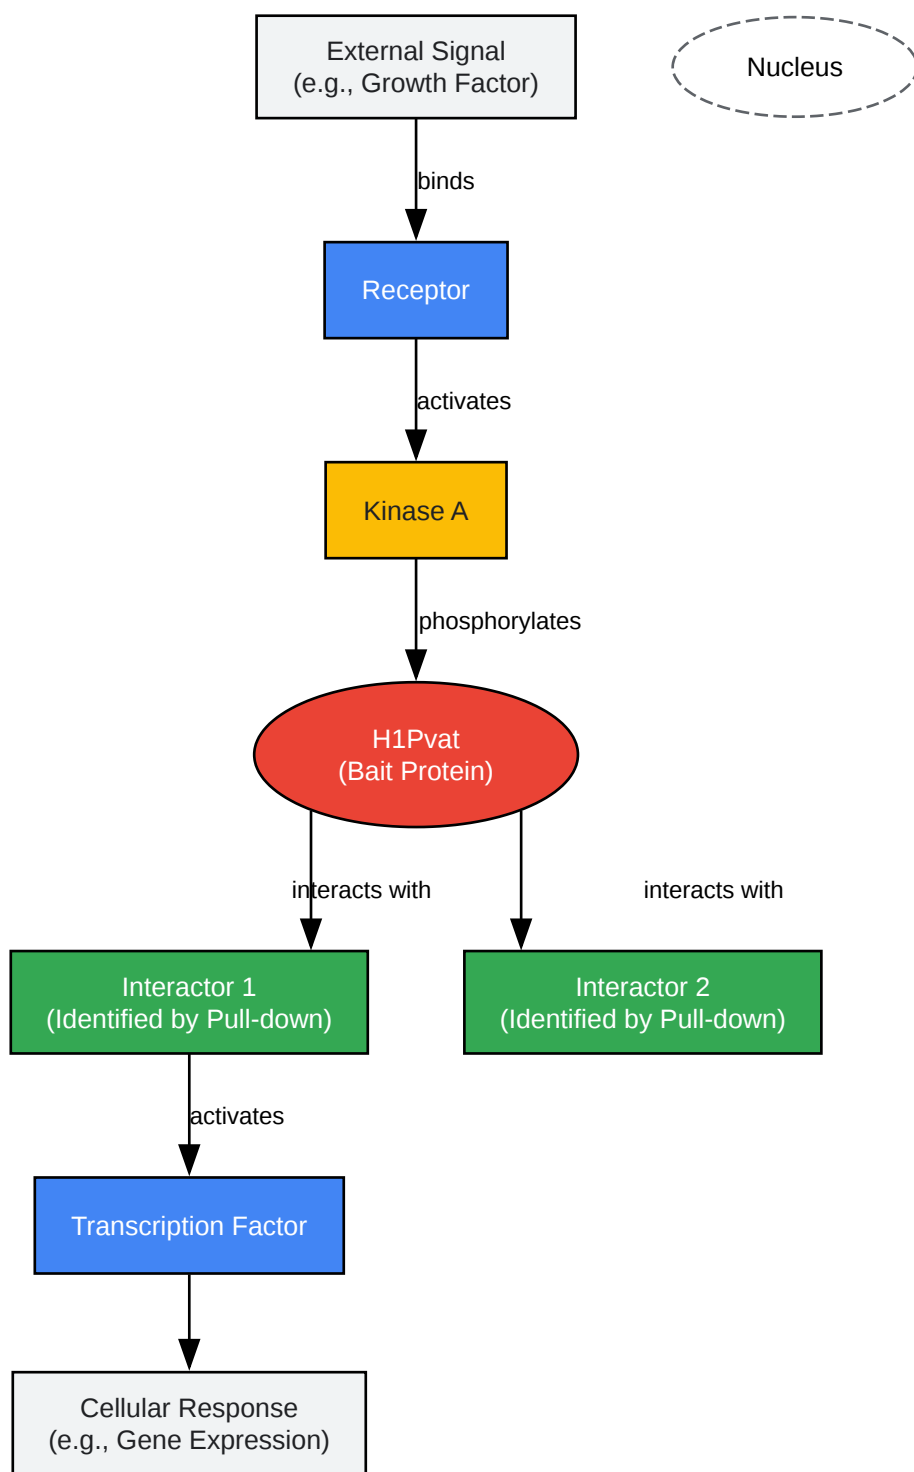 External Signal
(e.g., Growth Factor)
Nucleus
binds
Receptor
activates
Kinase A
phosphorylates
H1Pvat
(Bait Protein)
interacts with
interacts with
Interactor 1
(Identified by Pull-down)
Interactor 2
(Identified by Pull-down)
activates
Transcription Factor
Cellular Response
(e.g., Gene Expression)